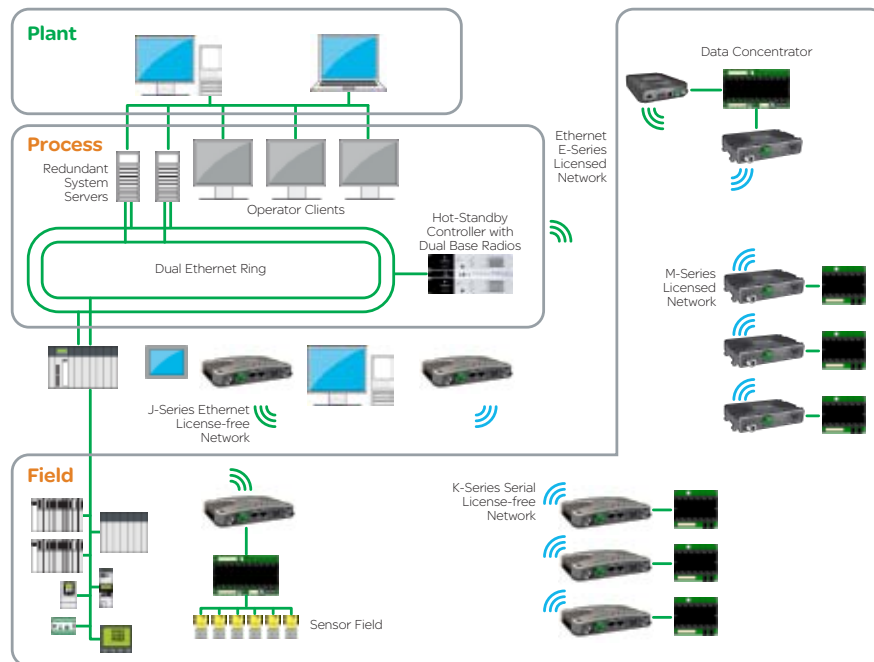 Plant
Data Concentrator
Process
Redundant
System
Servers
Operator Clients
Ethernet
E-Series
Licensed
Network
Hot-Standby
Controller with
Dual Base Radios
Dual Ethernet Ring
M-Series
Licensed
Network
J-Series Ethernet
License-free
Network
Field
K-Series Serial
License-free
Network
Sensor Field